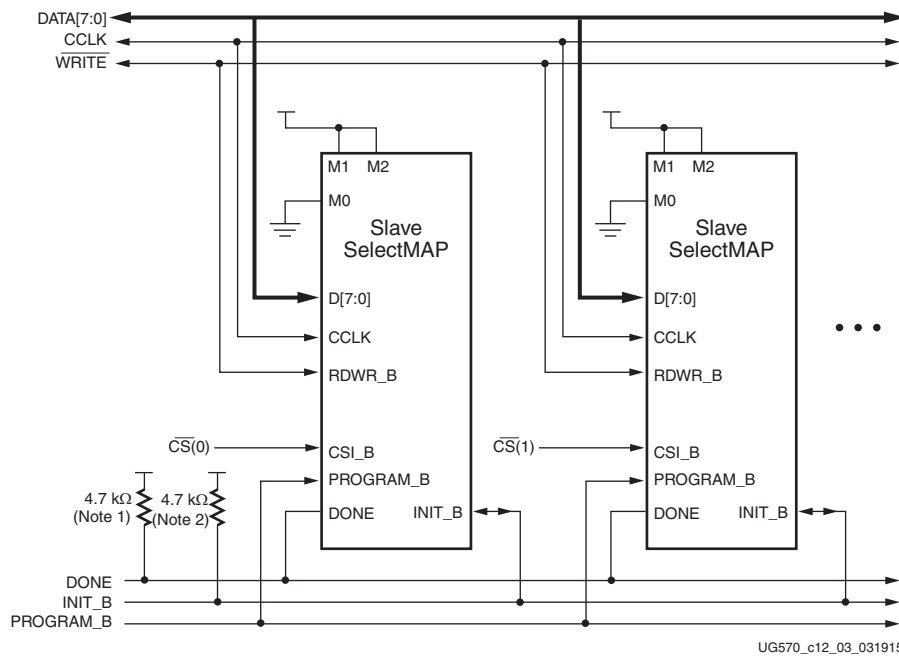 DATA[7:0]
CCLK
WRITE
M1 M2
M0
Slave
SelectMAP
D[7:0]
CCLK
RDWR_B
CS(0)
CSI_B
PROGRAM_B
DONE INIT_B
M1 M2
M0
Slave
SelectMAP
D[7:0]
CCLK
RDWR_B
CS(1)
CSI_B
PROGRAM_B
DONE INIT_B
4.7 kΩ
(Note 1)
4.7 kΩ
(Note 2)
DONE
INIT_B
PROGRAM_B
UG570_c12_03_031915